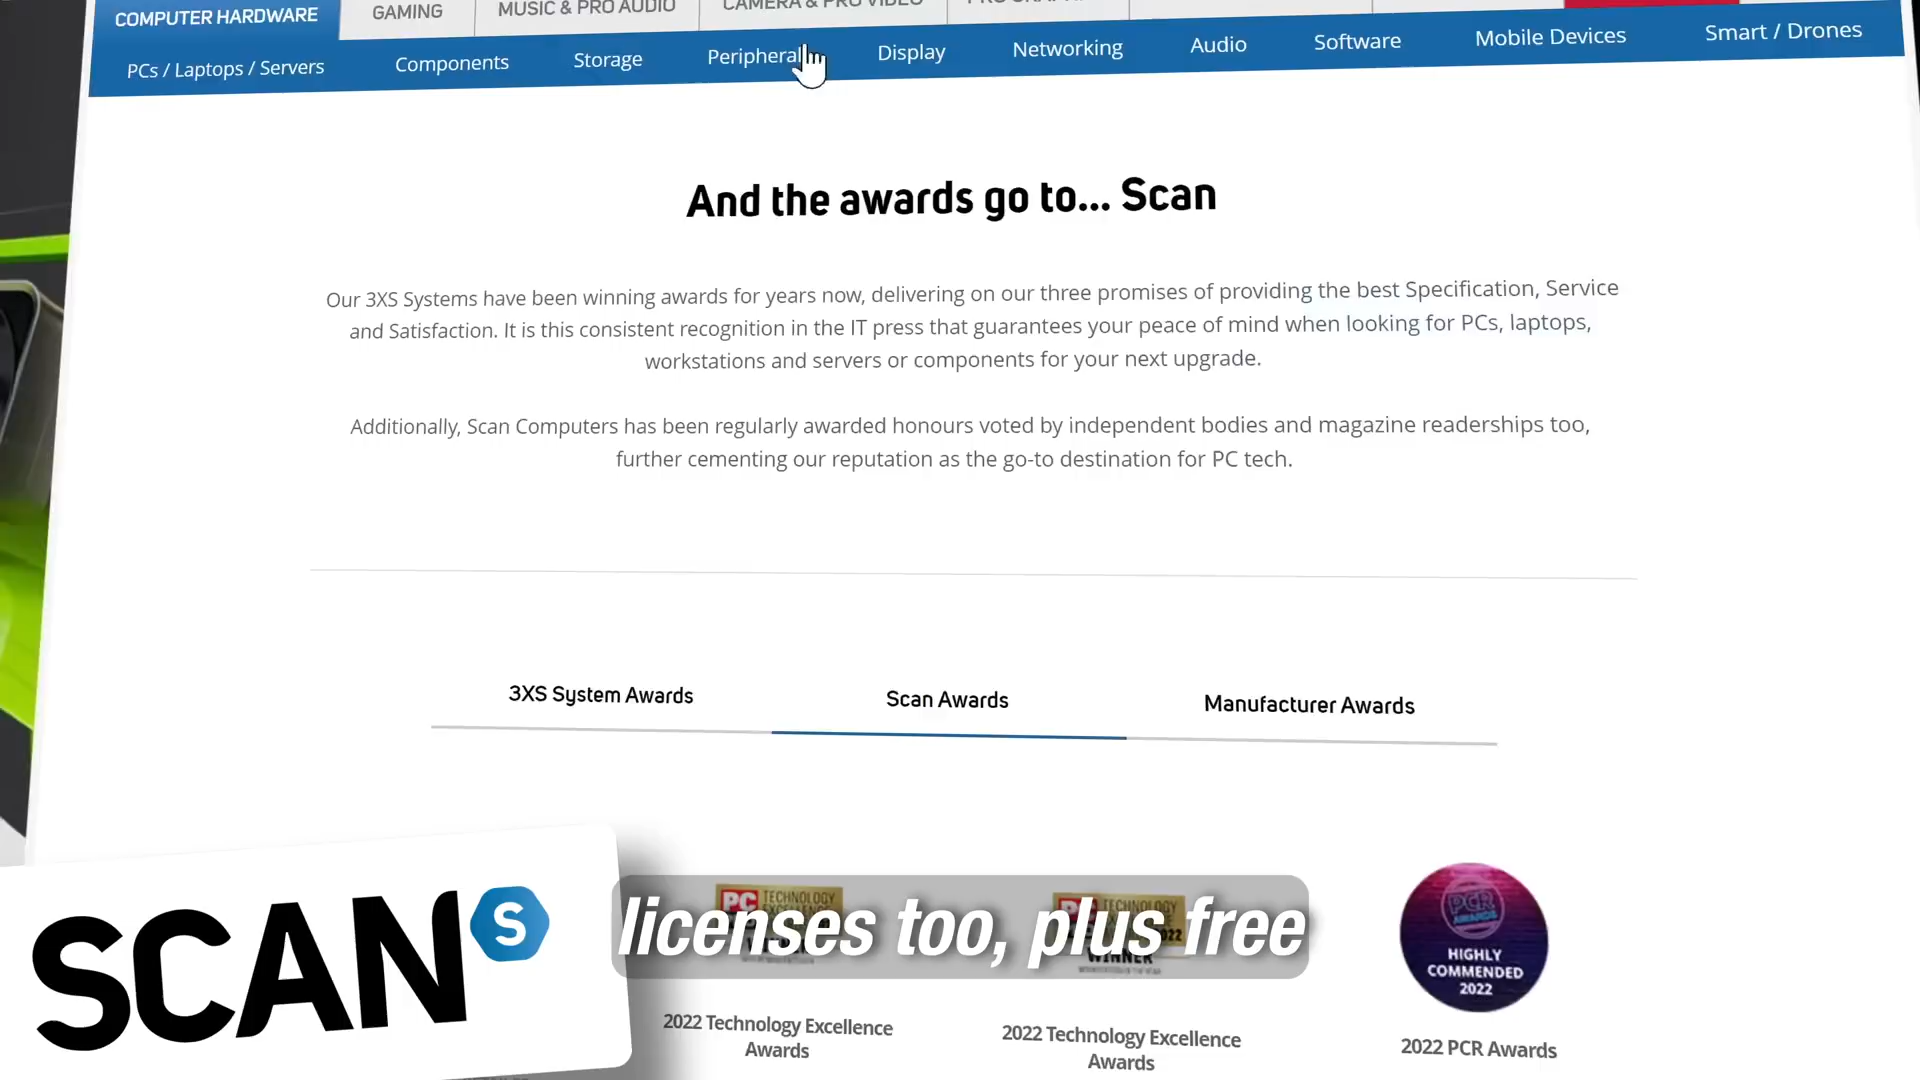 COMPUTER HARDWARE
GAMING
MUSIC & PRO AUDIO
CAMERA & PRO VIDEO
PCs / Laptops / Servers
Components
Storage
Peripheral
Display
Networking
Audio
Software
Mobile Devices
Smart / Drones
And the awards go to... Scan
Our 3XS Systems have been winning awards for years now, delivering on our three promises of providing the best Specification, Service
and Satisfaction. It is this consistent recognition in the IT press that guarantees your peace of mind when looking for PCs, laptops,
workstations and servers or components for your next upgrade.
Additionally, Scan Computers has been regularly awarded honours voted by independent bodies and magazine readerships too,
further cementing our reputation as the go-to destination for PC tech.
3XS System Awards
Scan Awards
Manufacturer Awards
PC TECHNOLOGY
TECHNOLOGY
WINNER
PCR
AWARDS
HIGHLY
COMMENDED
2022
licenses too, plus free
SCAN S
2022 Technology Excellence
Awards
2022 Technology Excellence
Awards
2022 PCR Awards